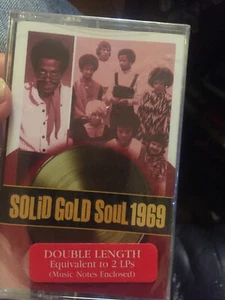 SOLiD GOLD SOUL 1969
DOUBLE LENGTH
Equivalent to 2 LPs
(Music Notes Enclosed)